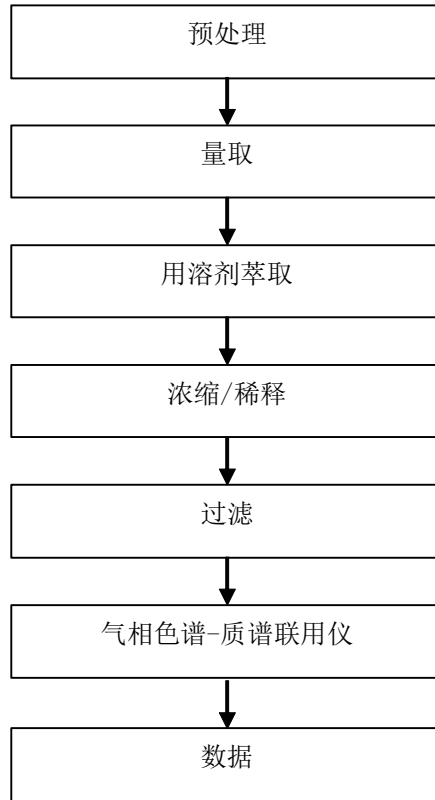 预处理
量取
用溶剂萃取
浓缩/稀释
过滤
气相色谱-质谱联用仪
数据